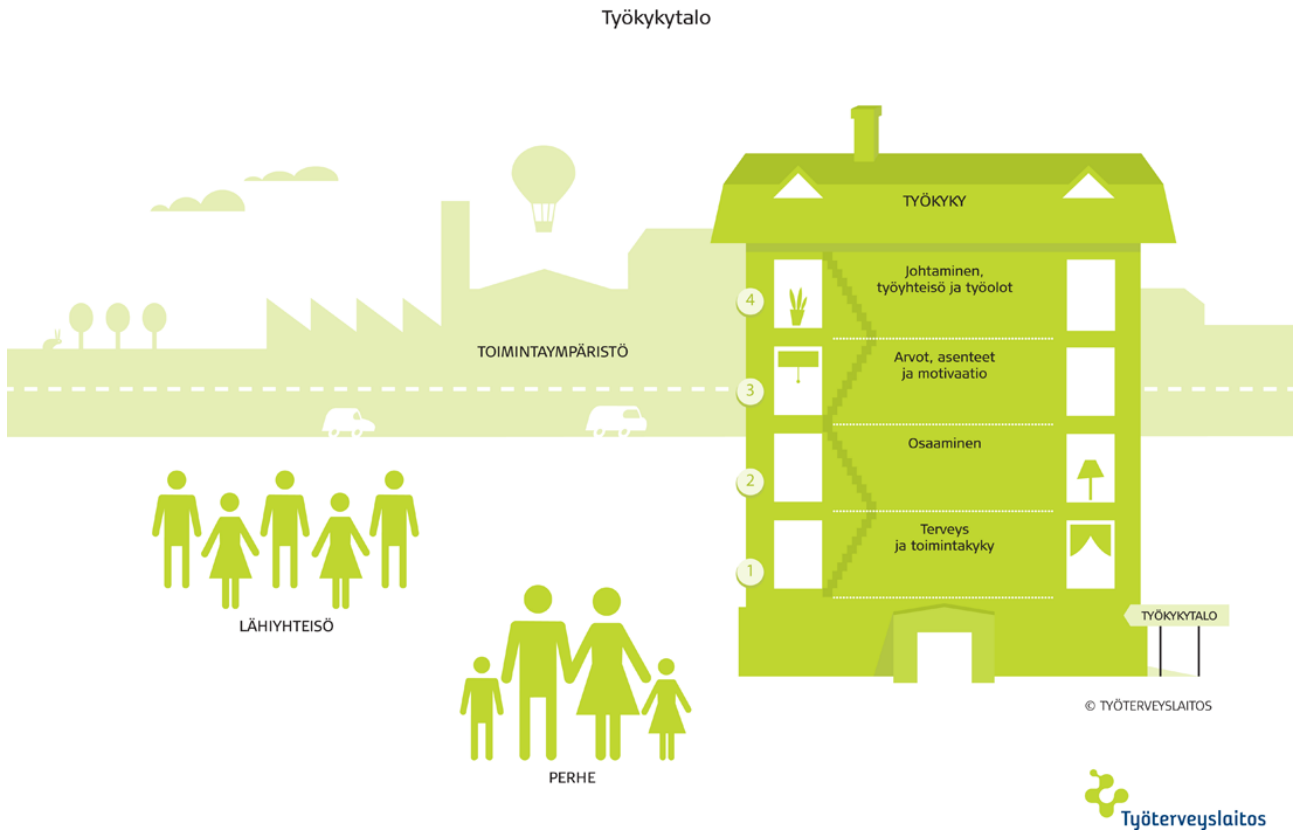 Työkykytalo
TYÖKYKY
4
Johtaminen,
työyhteisö ja työolot
TOIMINTAYMPÄRISTÖ
3
Arvot, asenteet
ja motivaatio
2
Osaaminen
1
Terveys
ja toimintakyky
LÄHIYHTEISÖ
TYÖKYKYTALO
PERHE
© TYÖTERVEYSLAITOS
Työterveyslaitos